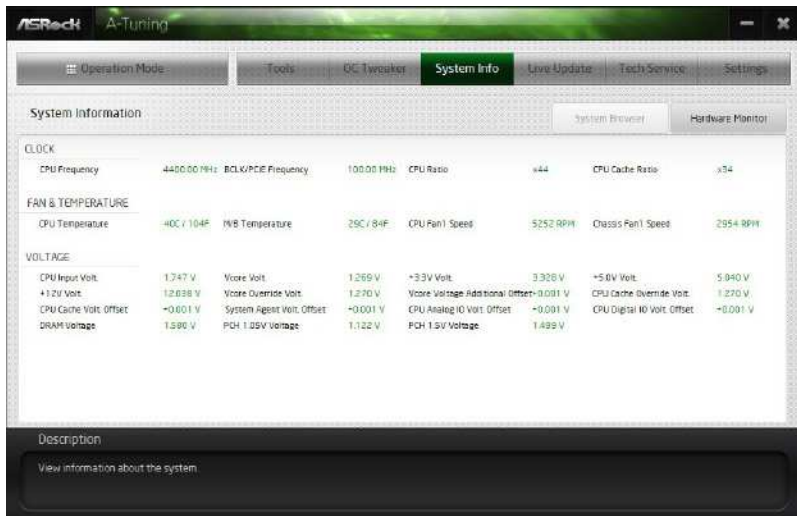 ASRock A-Tuning
Operation Mode Tools OC Tweaker System Info Live Update Tech Service Settings
System Information System Browser Hardware Monitor
CLOCK
CPU Frequency 4400.00 MHz BCLK/PCIE Frequency 100.00 MHz CPU Ratio x44 CPU Cache Ratio x34
FAN & TEMPERATURE
CPU Temperature 40C / 104F M/B Temperature 29C / 84F CPU Fan1 Speed 5252 RPM Chassis Fan1 Speed 2954 RPM
VOLTAGE
CPU Input Volt. 1.747 V Vcore Volt. 1.269 V +3.3V Volt. 3.328 V +5.0V Volt. 5.040 V
+12V Volt. 12.038 V Vcore Override Volt. 1.270 V Vcore Voltage Additional Offset +0.001 V CPU Cache Override Volt. 1.270 V
CPU Cache Volt. Offset +0.001 V System Agent Volt. Offset +0.001 V CPU Analog IO Volt. Offset +0.001 V CPU Digital IO Volt. Offset +0.001 V
DRAM Voltage 1.580 V PCH 1.05V Voltage 1.122 V PCH 1.5V Voltage 1.499 V
Description
View information about the system.